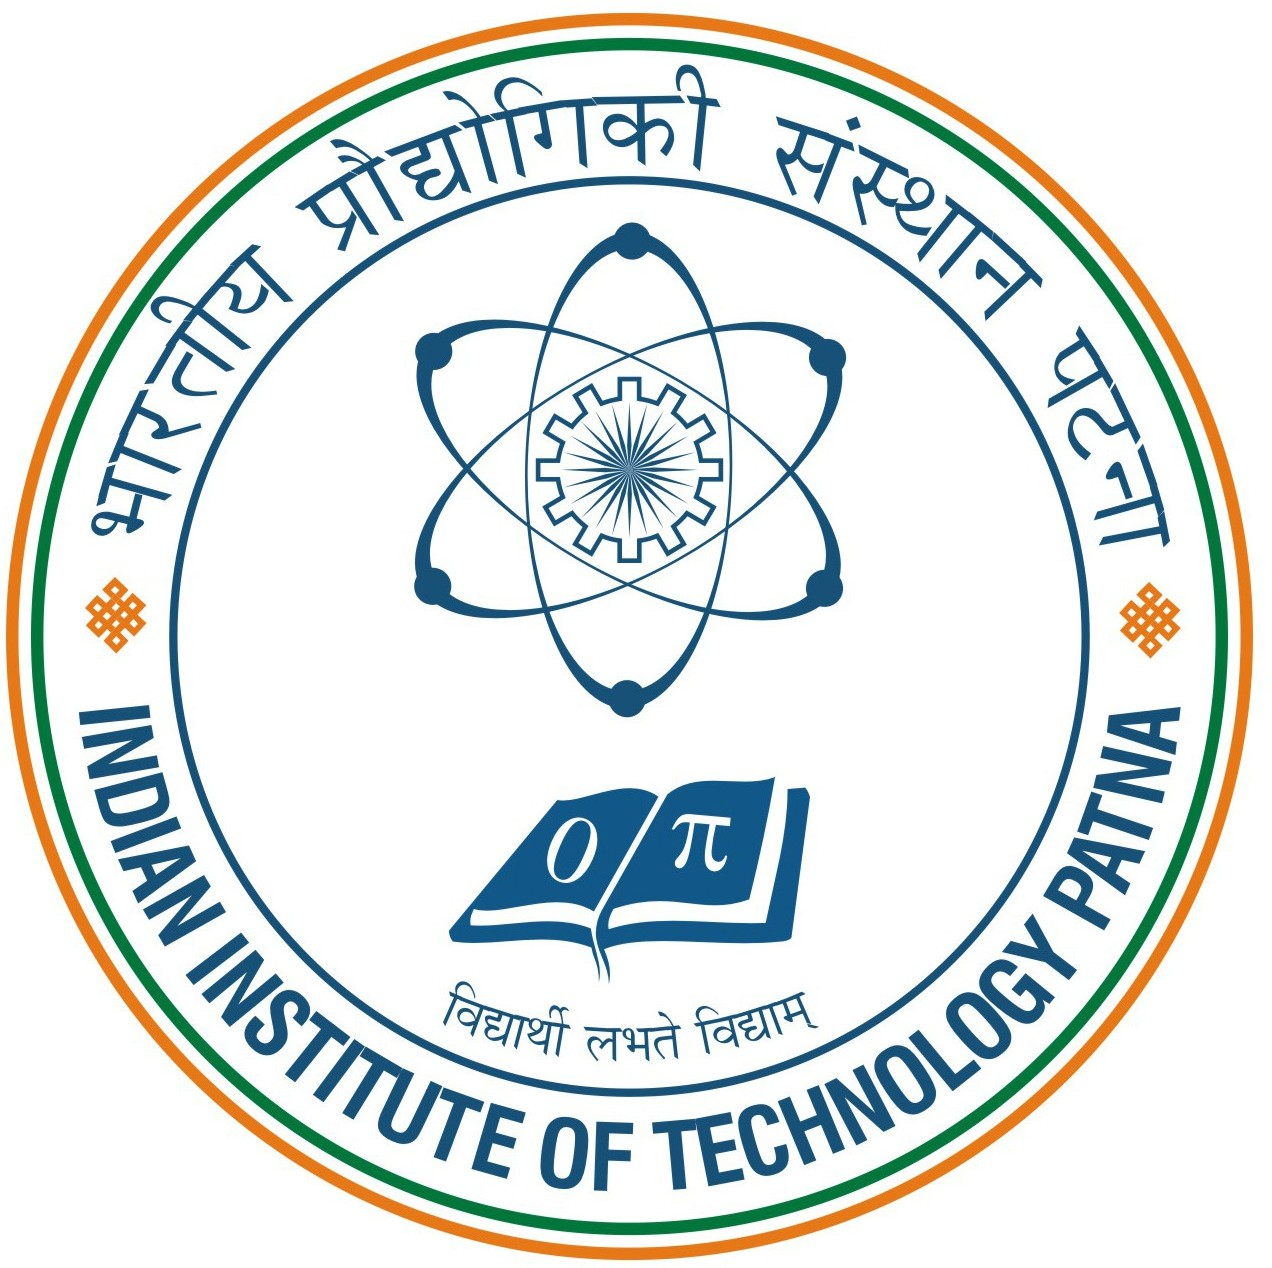 भारतीय प्रौद्योगिकी संस्थान पटना
0 π
विद्यार्थी लभते विद्याम्
INDIAN INSTITUTE OF TECHNOLOGY PATNA